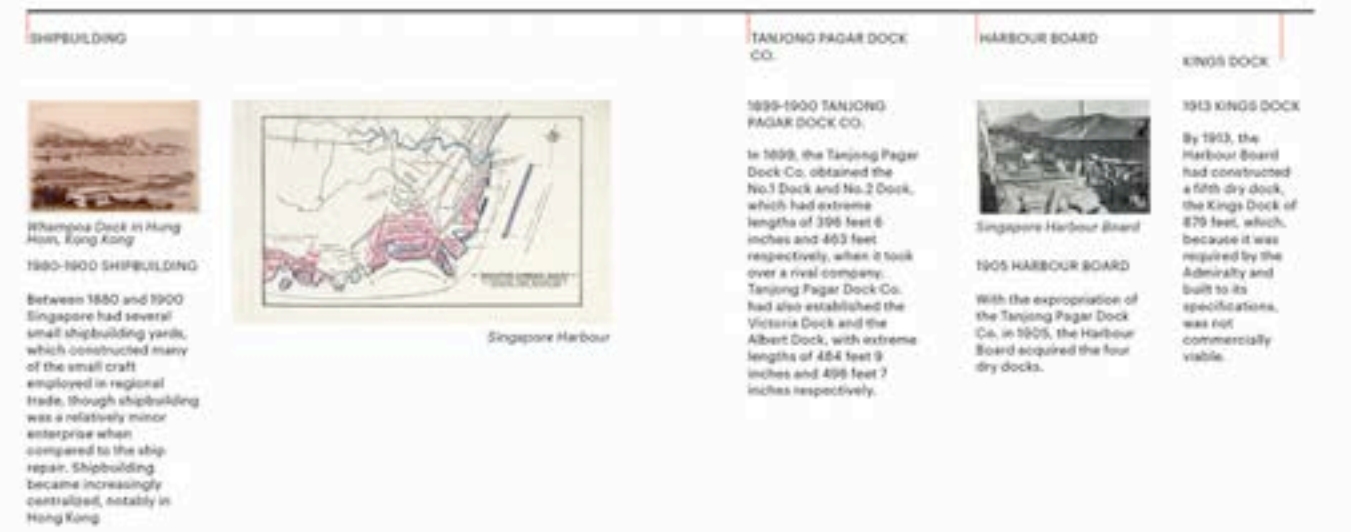 SHIPBUILDING
Whampoa Dock in Hung
Hom, Kong Kong
1980-1900 SHIPBUILDING
Between 1880 and 1900
Singapore had several
small shipbuilding yards,
which constructed many
of the small craft
employed in regional
trade, though shipbuilding
was a relatively minor
enterprise when
compared to the ship
repair. Shipbuilding
became increasingly
centralized, notably in
Hong Kong
Singapore Harbour
TANJONG PAGAR DOCK
CO.
1899-1900 TANJONG
PAGAR DOCK CO.
In 1899, the Tanjong Pagar
Dock Co. obtained the
No.1 Dock and No.2 Dock,
which had extreme
lengths of 396 feet 6
inches and 463 feet
respectively, when it took
over a rival company.
Tanjong Pagar Dock Co.
had also established the
Victoria Dock and the
Albert Dock, with extreme
lengths of 484 feet 9
inches and 496 feet 7
inches respectively.
HARBOUR BOARD
Singapore Harbour Board
1905 HARBOUR BOARD
With the expropriation of
the Tanjong Pagar Dock
Co. in 1905, the Harbour
Board acquired the four
dry docks.
KINGS DOCK
1913 KINGS DOCK
By 1913, the
Harbour Board
had constructed
a fifth dry dock,
the Kings Dock of
879 feet, which,
because it was
required by the
Admiralty and
built to its
specifications,
was not
commercially
viable.